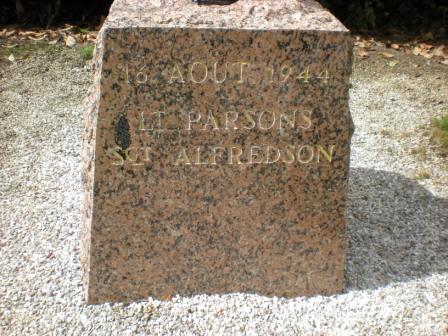 16 AOUT 1944
LT PARSONS
SGT ALFREDSON